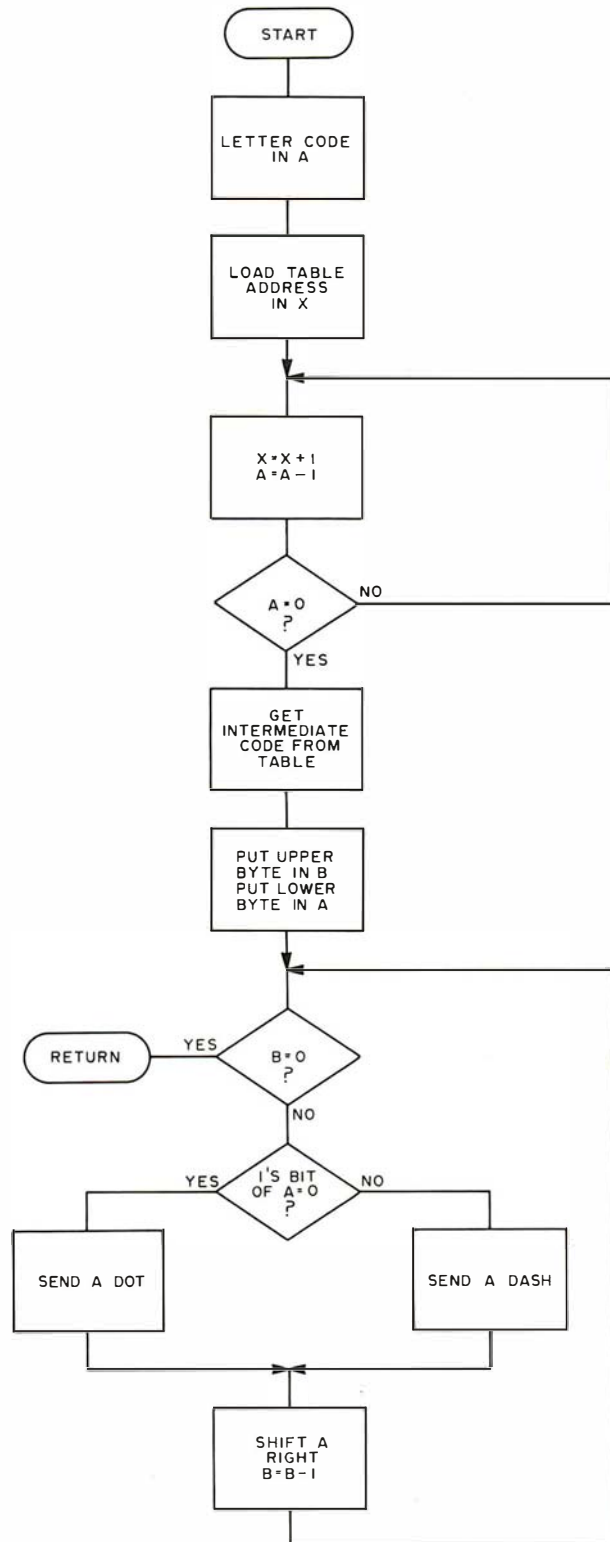 START
LETTER CODE
IN A
LOAD TABLE
ADDRESS
IN X
X=X+1
A=A-1
A=0
?
NO
YES
GET
INTERMEDIATE
CODE FROM
TABLE
PUT UPPER
BYTE IN B
PUT LOWER
BYTE IN A
RETURN
YES
B=0
?
NO
YES
1'S BIT
OF A=0
?
NO
SEND A DOT
SEND A DASH
SHIFT A
RIGHT
B=B-1